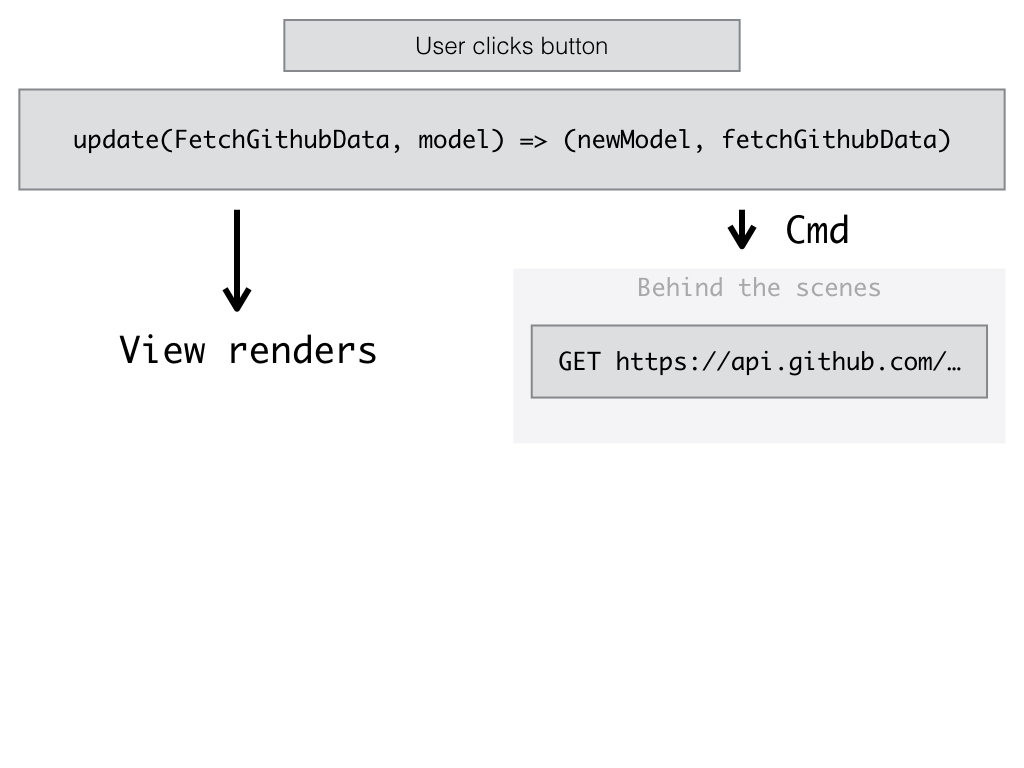 User clicks button
update(FetchGithubData, model) => (newModel, fetchGithubData)
Cmd
Behind the scenes
View renders
GET https://api.github.com/…